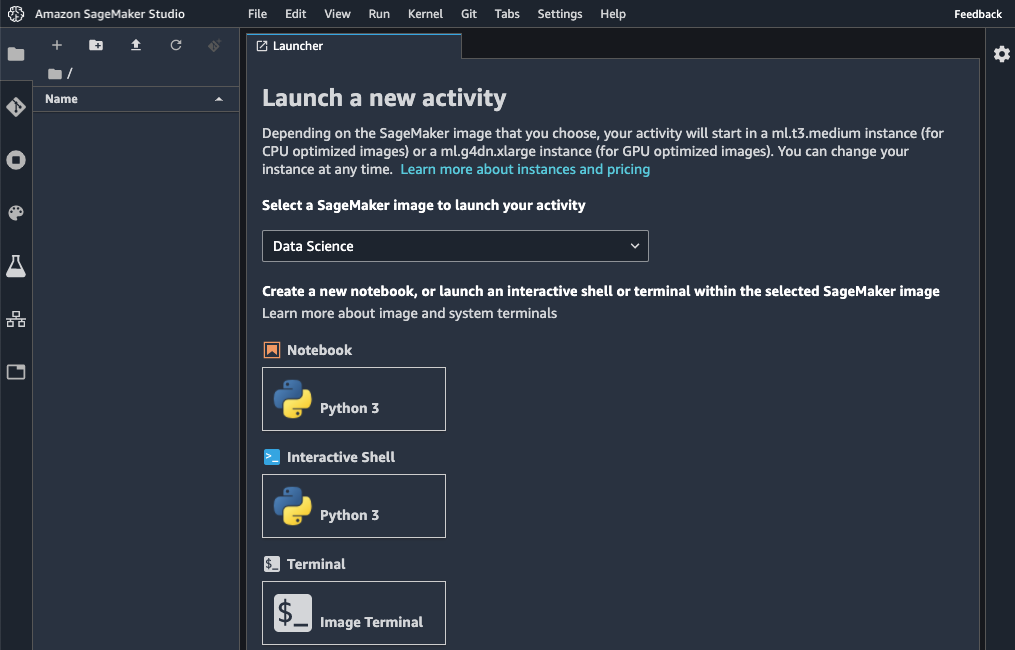 Amazon SageMaker Studio
File Edit View Run Kernel Git Tabs Settings Help
Feedback
/
Name
Launcher
Launch a new activity
Depending on the SageMaker image that you choose, your activity will start in a ml.t3.medium instance (for
CPU optimized images) or a ml.g4dn.xlarge instance (for GPU optimized images). You can change your
instance at any time. Learn more about instances and pricing
Select a SageMaker image to launch your activity
Data Science
Create a new notebook, or launch an interactive shell or terminal within the selected SageMaker image
Learn more about image and system terminals
Notebook
Python 3
>_ Interactive Shell
Python 3
$_ Terminal
$_ Image Terminal